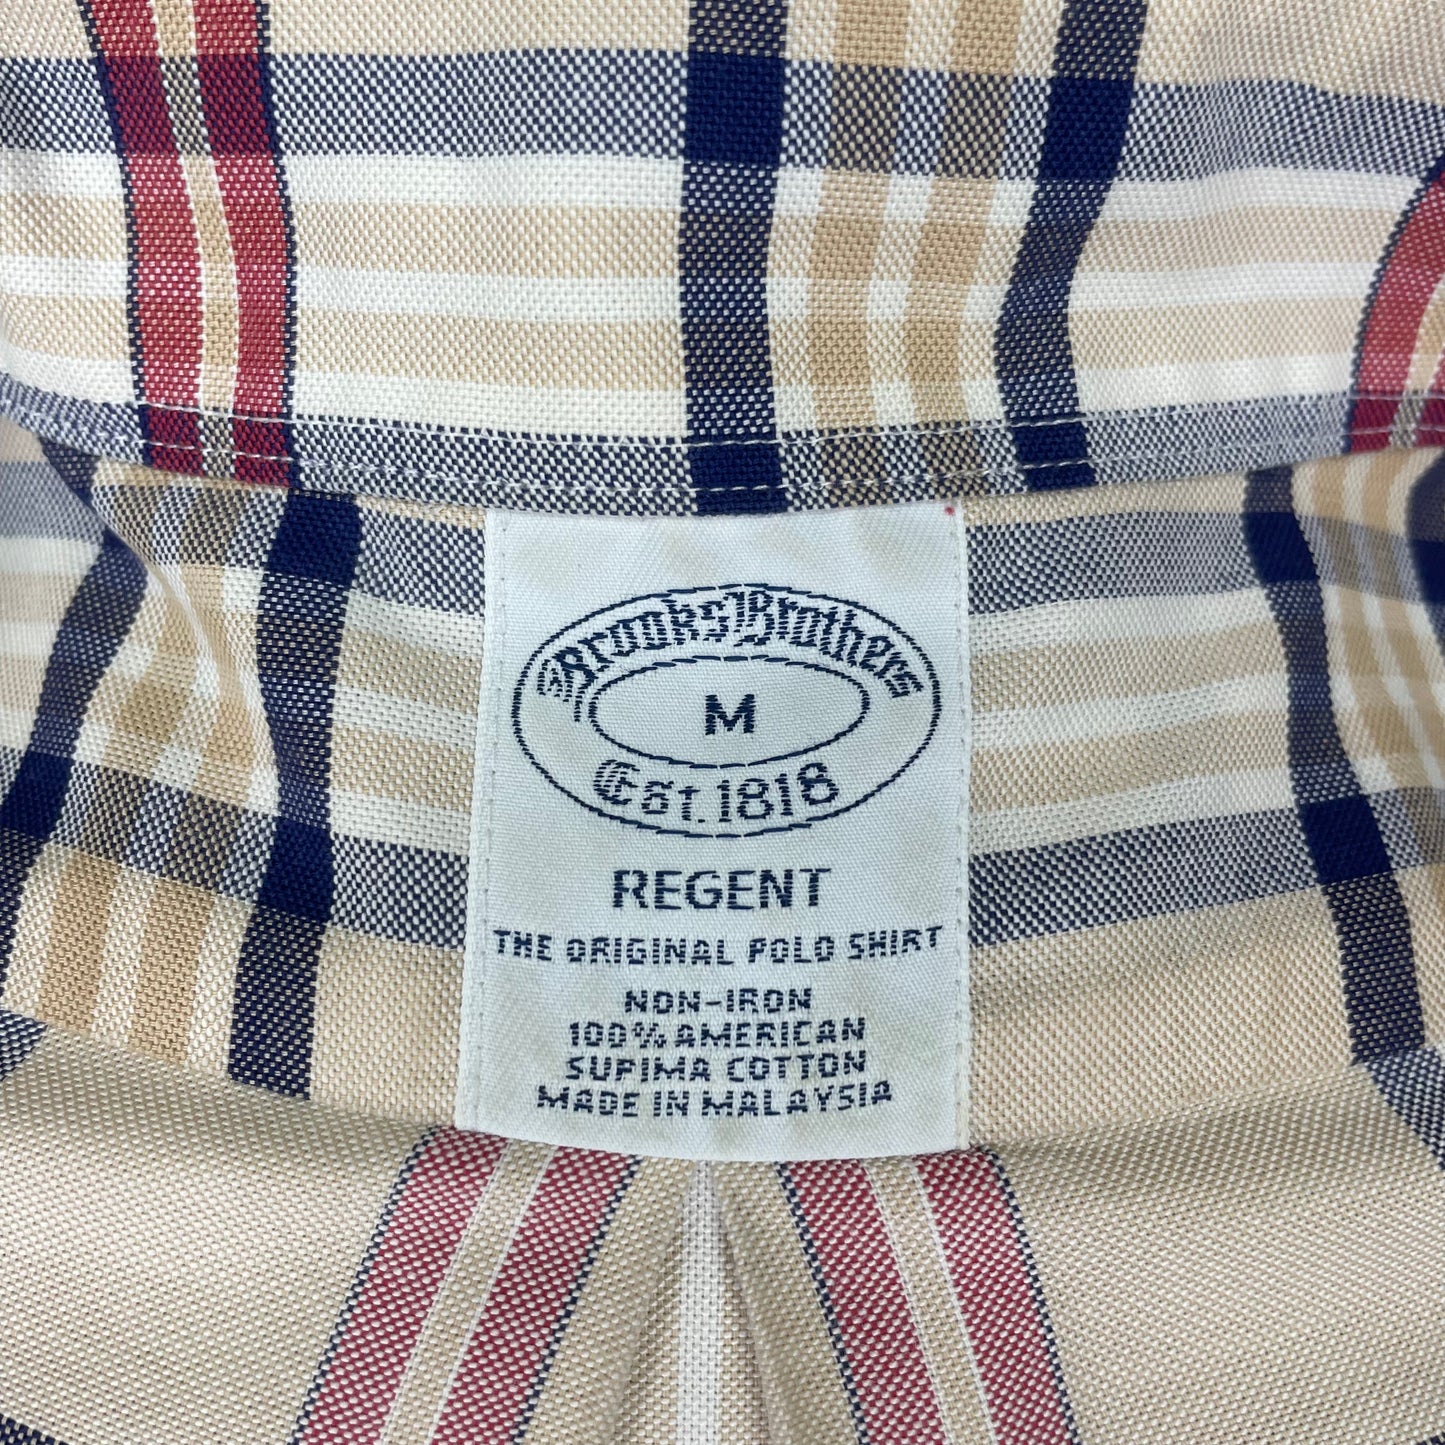 Brooks Brothers
M
Est. 1818
REGENT
THE ORIGINAL POLO SHIRT
NON-IRON
100% AMERICAN
SUPIMA COTTON
MADE IN MALAYSIA